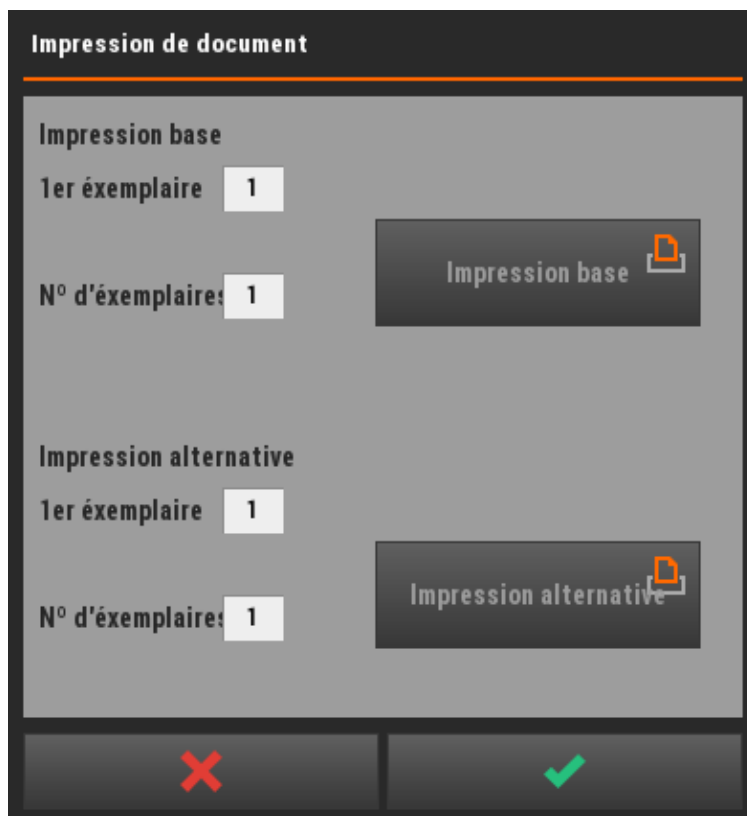 Impression de document
Impression base
1er éxemplaire 1
Impression base
Nº d'éxemplaires 1
Impression alternative
1er éxemplaire 1
Impression alternative
Nº d'éxemplaires 1